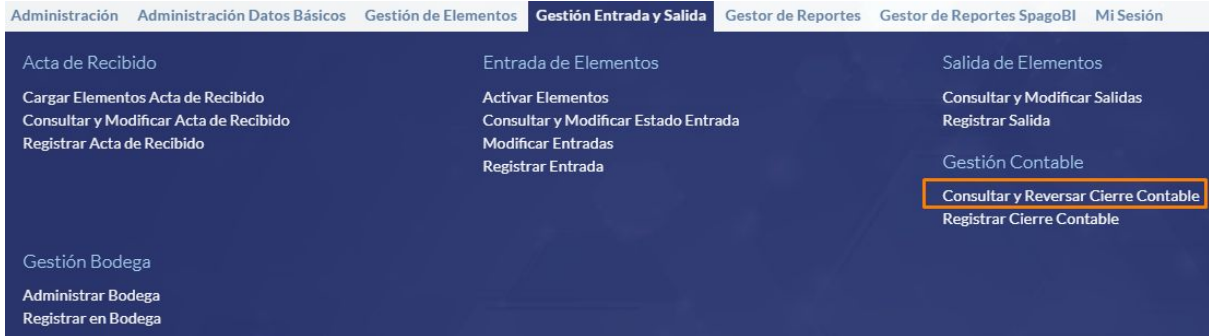 Administración Administración Datos Básicos Gestión de Elementos Gestión Entrada y Salida Gestor de Reportes Gestor de Reportes SpagoBI Mi Sesión
Acta de Recibido
Cargar Elementos Acta de Recibido
Consultar y Modificar Acta de Recibido
Registrar Acta de Recibido
Entrada de Elementos
Activar Elementos
Consultar y Modificar Estado Entrada
Modificar Entradas
Registrar Entrada
Salida de Elementos
Consultar y Modificar Salidas
Registrar Salida
Gestión Contable
Consultar y Reversar Cierre Contable
Registrar Cierre Contable
Gestión Bodega
Administrar Bodega
Registrar en Bodega